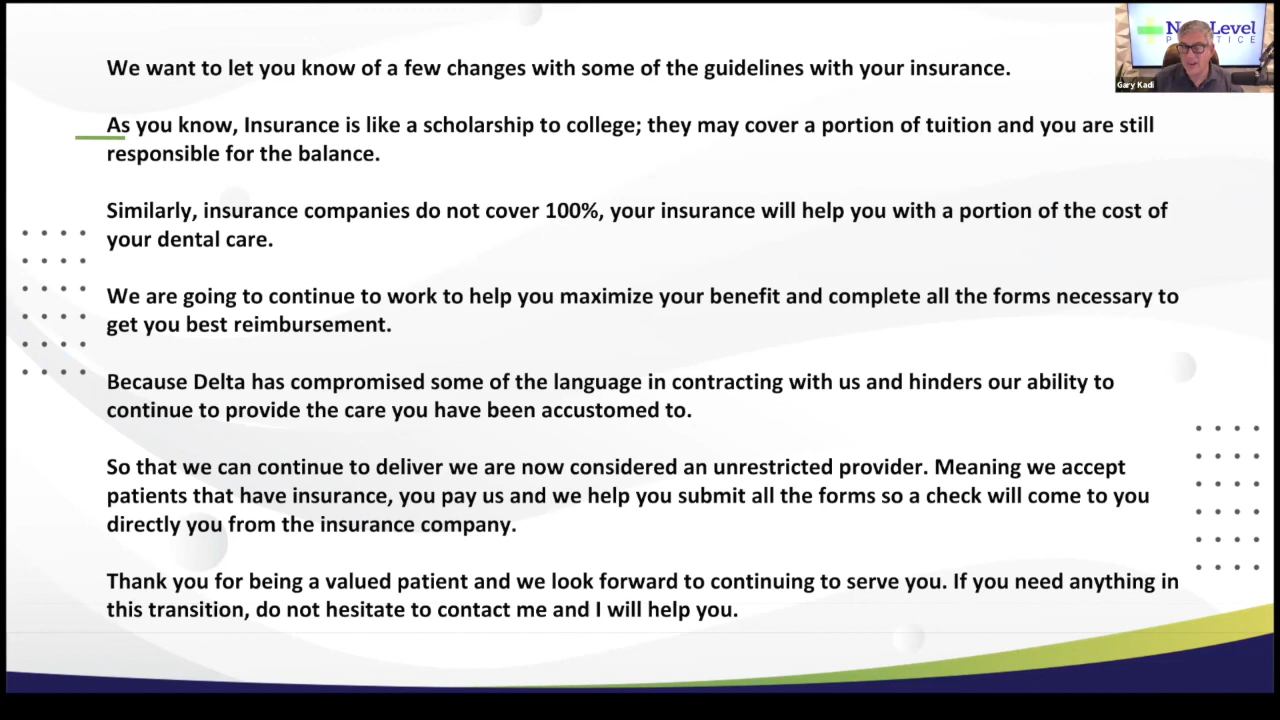 We want to let you know of a few changes with some of the guidelines with your insurance.
As you know, Insurance is like a scholarship to college; they may cover a portion of tuition and you are still
responsible for the balance.
Similarly, insurance companies do not cover 100%, your insurance will help you with a portion of the cost of
your dental care.
We are going to continue to work to help you maximize your benefit and complete all the forms necessary to
get you best reimbursement.
Because Delta has compromised some of the language in contracting with us and hinders our ability to
continue to provide the care you have been accustomed to.
So that we can continue to deliver we are now considered an unrestricted provider. Meaning we accept
patients that have insurance, you pay us and we help you submit all the forms so a check will come to you
directly you from the insurance company.
Thank you for being a valued patient and we look forward to continuing to serve you. If you need anything in
this transition, do not hesitate to contact me and I will help you.
Level
Gary Kadi